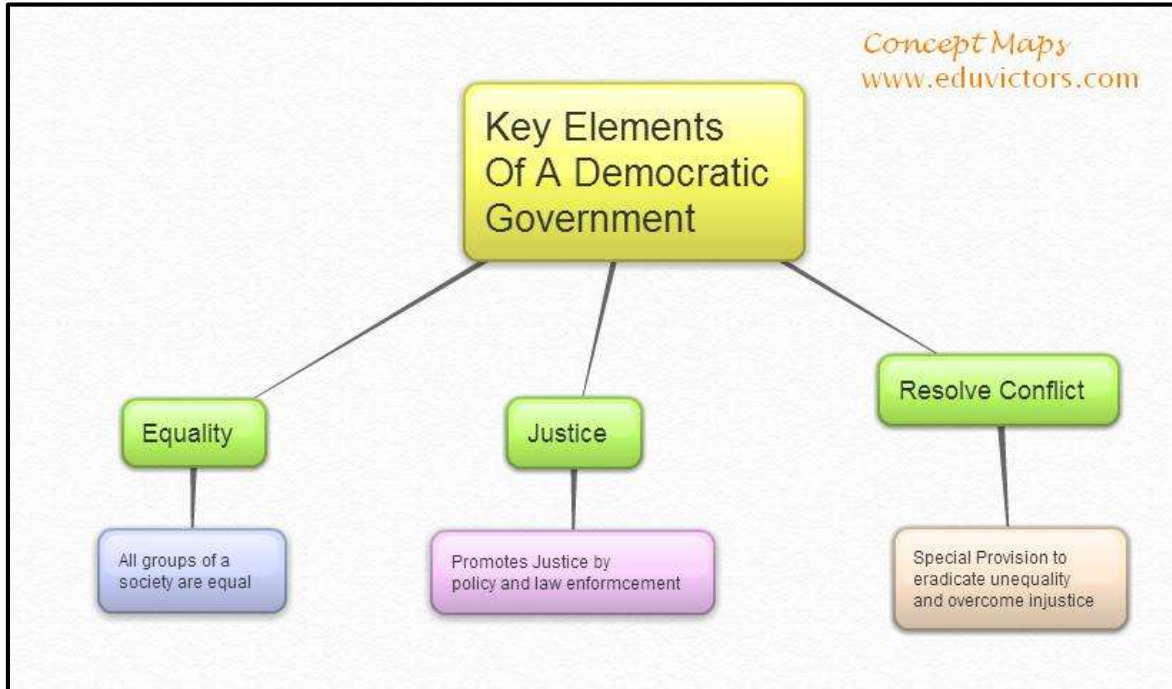 Concept Maps
www.eduvictors.com
Key Elements
Of A Democratic
Government
Equality
All groups of a
society are equal
Justice
Promotes Justice by
policy and law enformcement
Resolve Conflict
Special Provision to
eradicate unequality
and overcome injustice